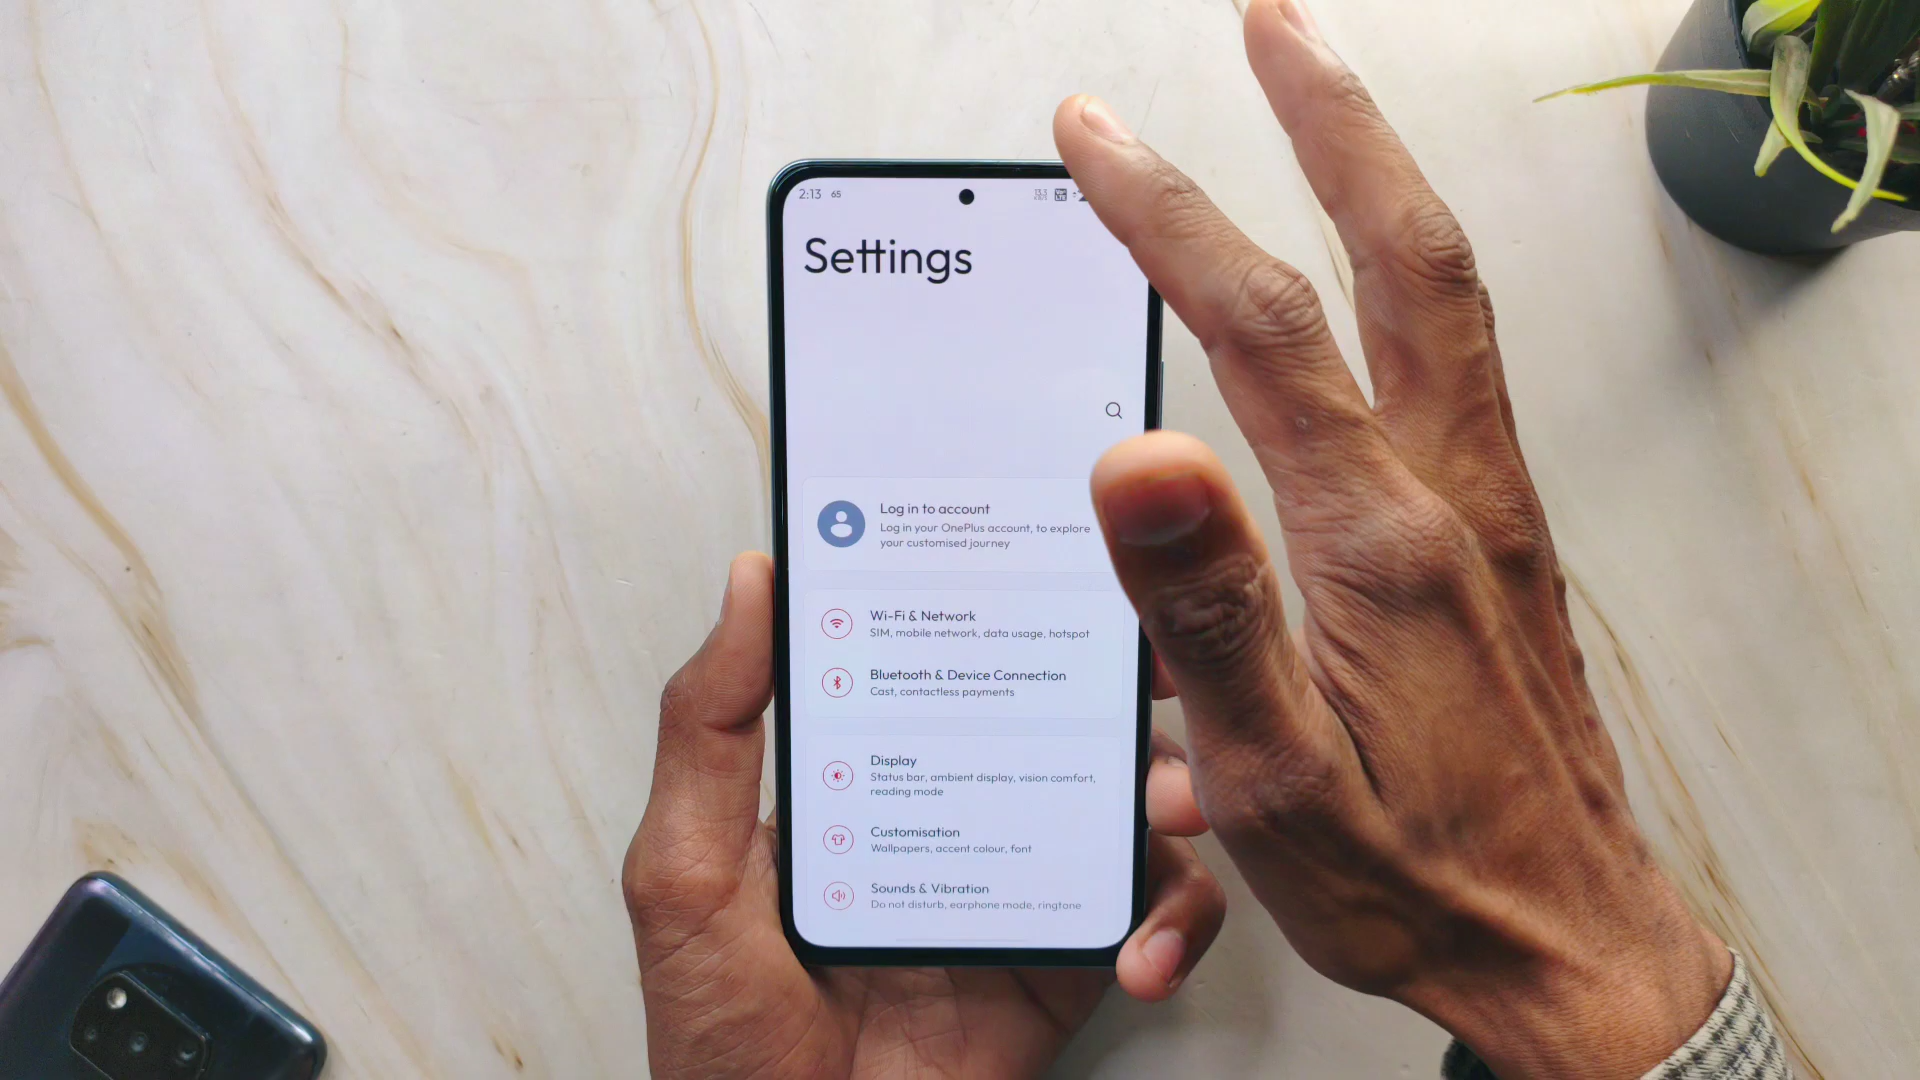 2:13 65
Settings
Log in to account
Log in your OnePlus account, to explore
your customised journey
Wi-Fi & Network
SIM, mobile network, data usage, hotspot
Bluetooth & Device Connection
Cast, contactless payments
Display
Status bar, ambient display, vision comfort,
reading mode
Customisation
Wallpapers, accent colour, font
Sounds & Vibration
Do not disturb, earphone mode, ringtone